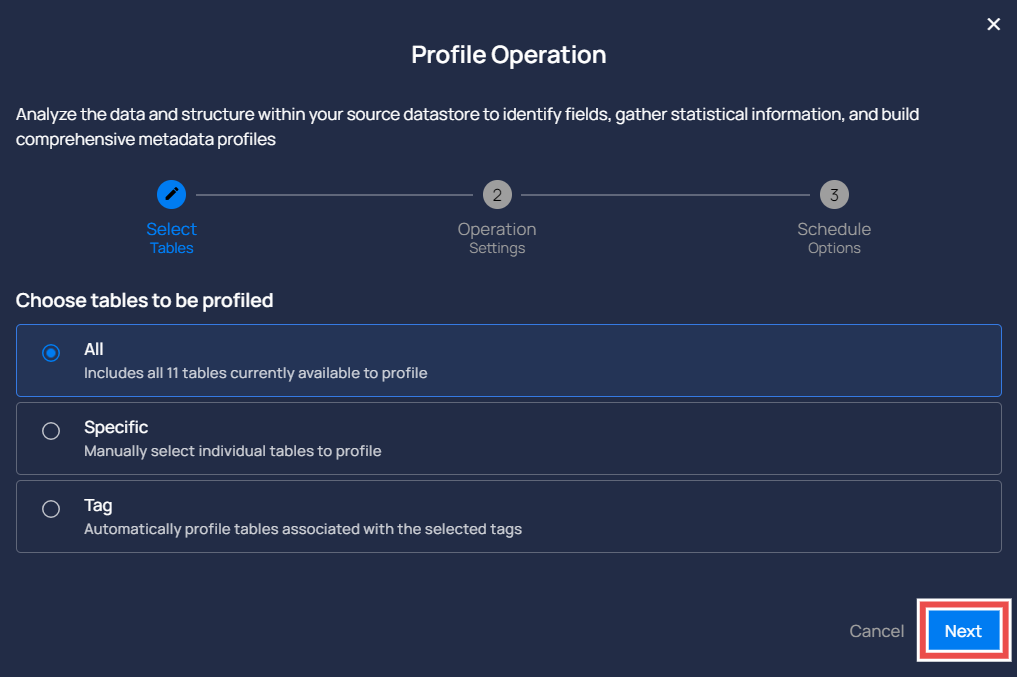 Profile Operation
Analyze the data and structure within your source datastore to identify fields, gather statistical information, and build
comprehensive metadata profiles
2
3
Select
Tables
Operation
Settings
Schedule
Options
Choose tables to be profiled
All
Includes all 11 tables currently available to profile
Specific
Manually select individual tables to profile
Tag
Automatically profile tables associated with the selected tags
Cancel
Next